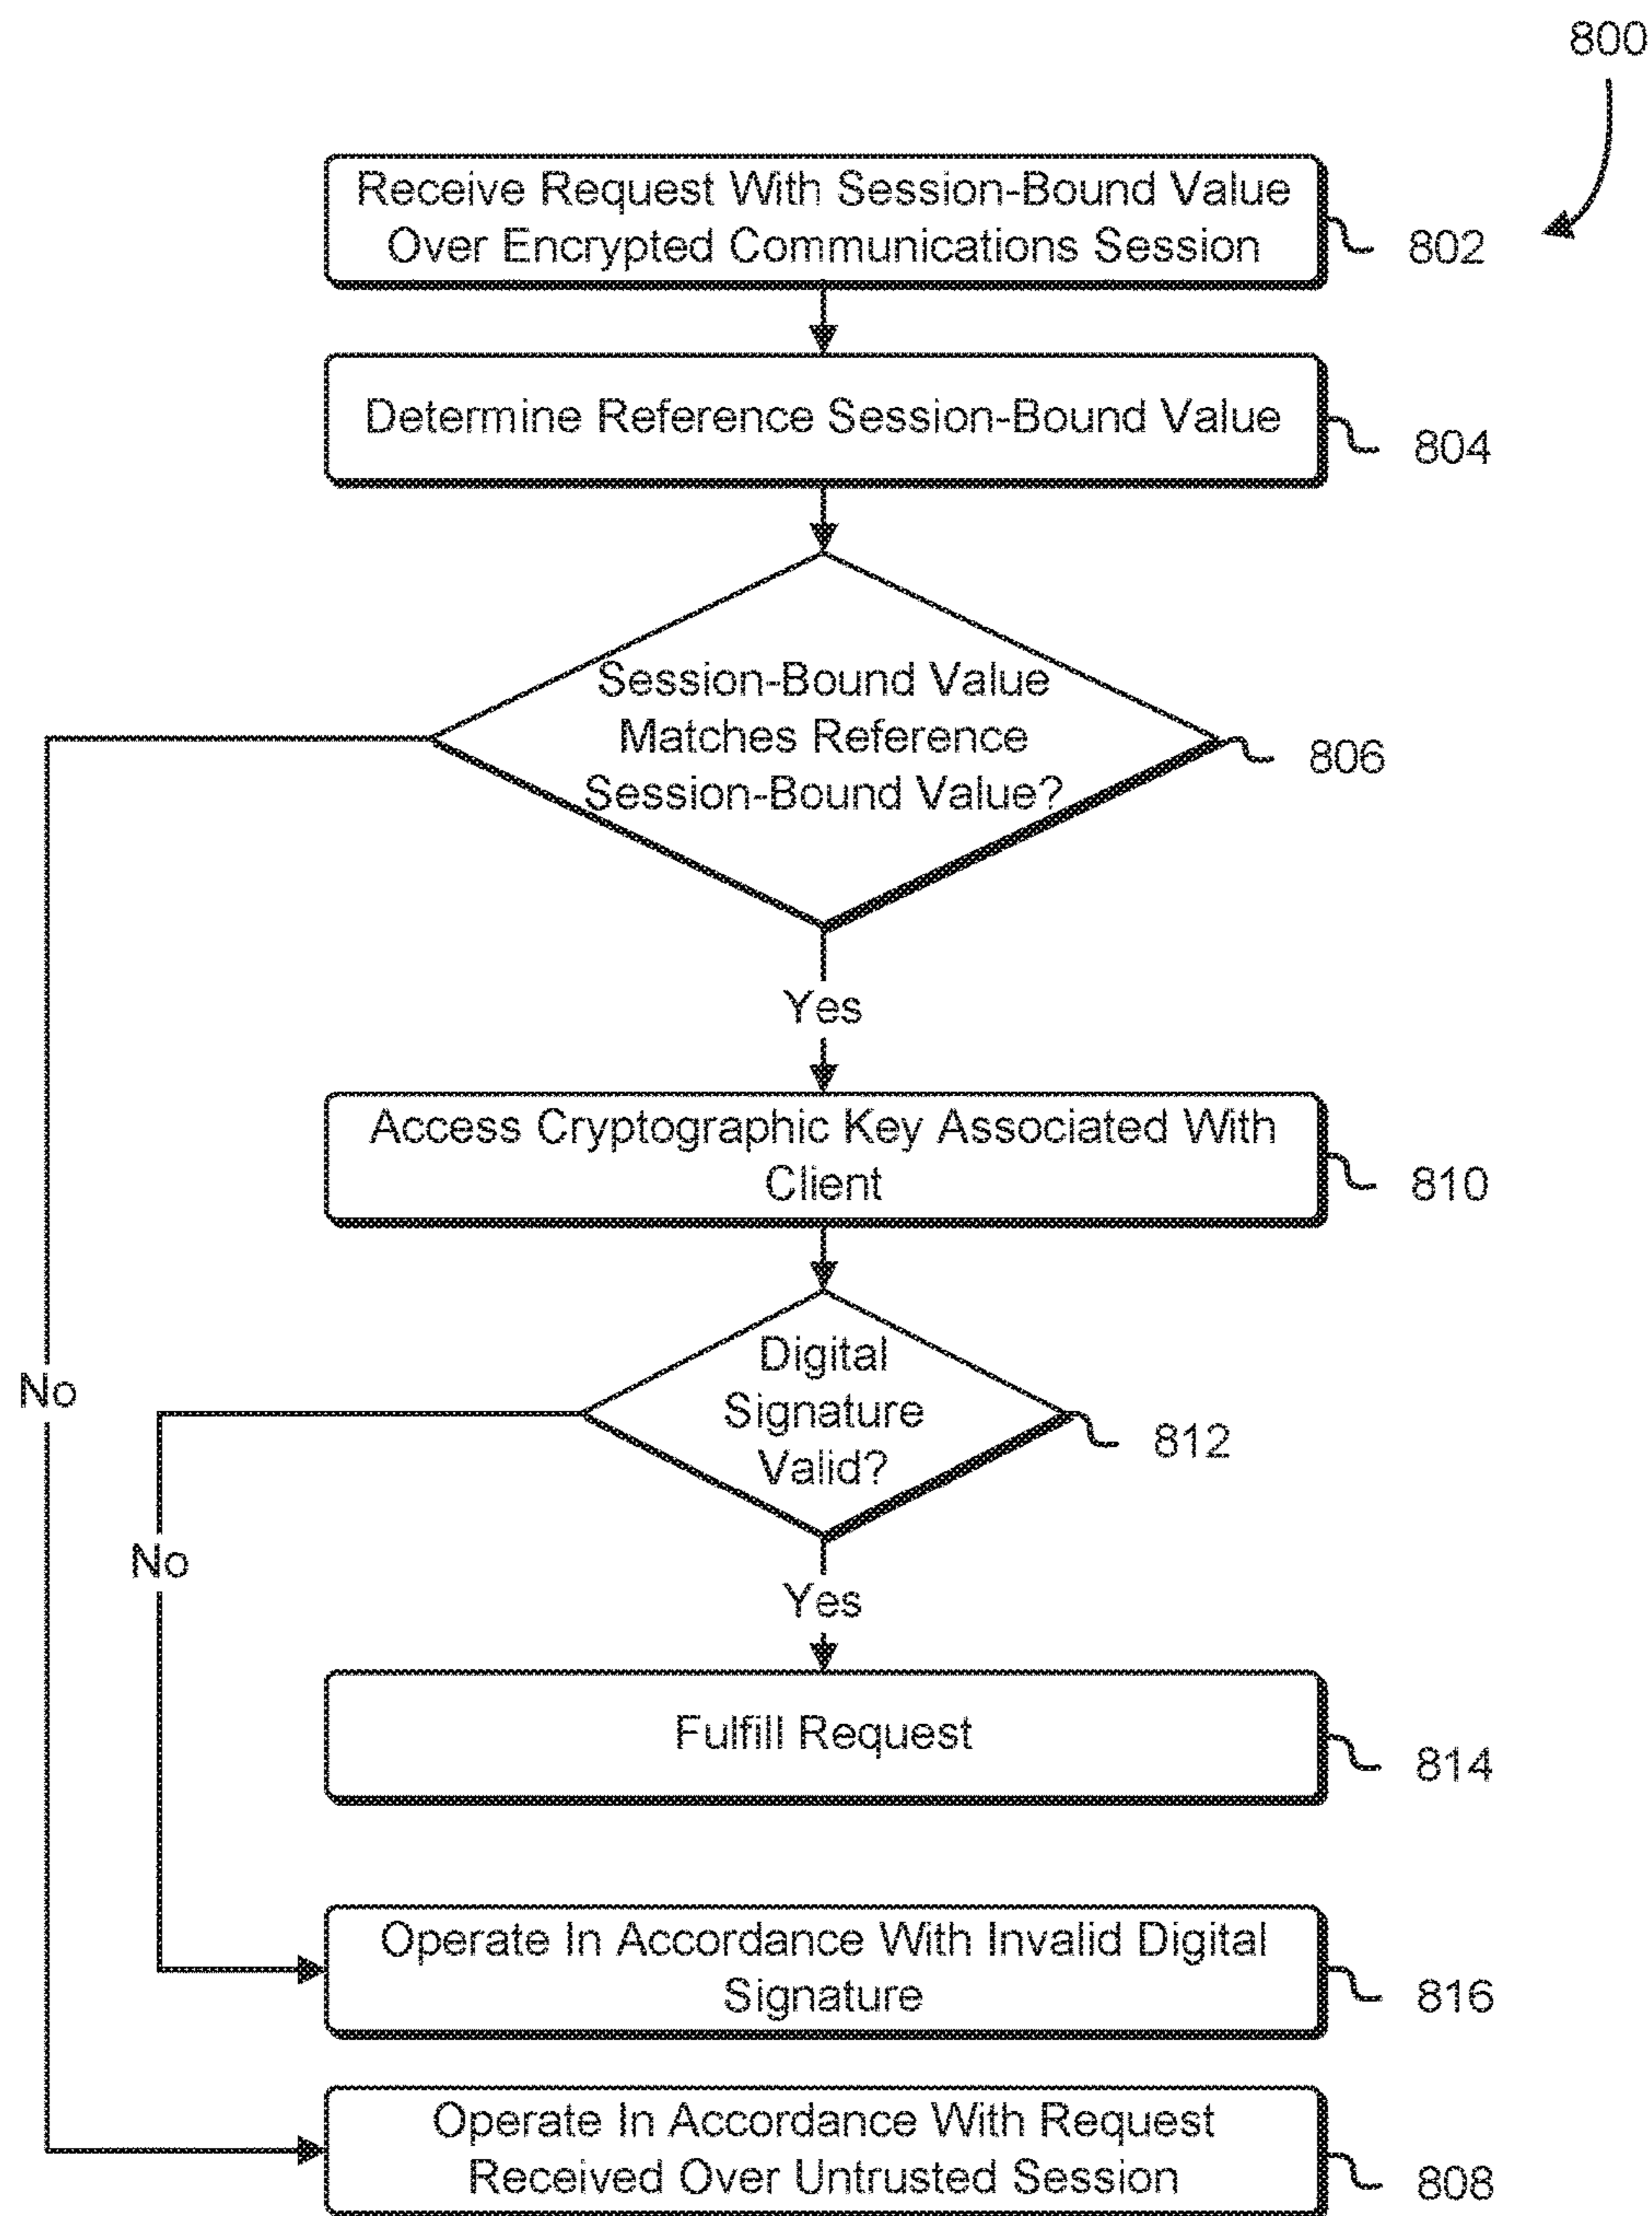 800
Receive Request With Session-Bound Value
Over Encrypted Communications Session
802
Determine Reference Session-Bound Value
804
Session-Bound Value
Matches Reference
Session-Bound Value?
806
Yes
Access Cryptographic Key Associated With
Client
810
Digital
Signature
Valid?
812
No
No
Yes
Fulfill Request
814
Operate In Accordance With Invalid Digital
Signature
816
Operate In Accordance With Request
Received Over Untrusted Session
808